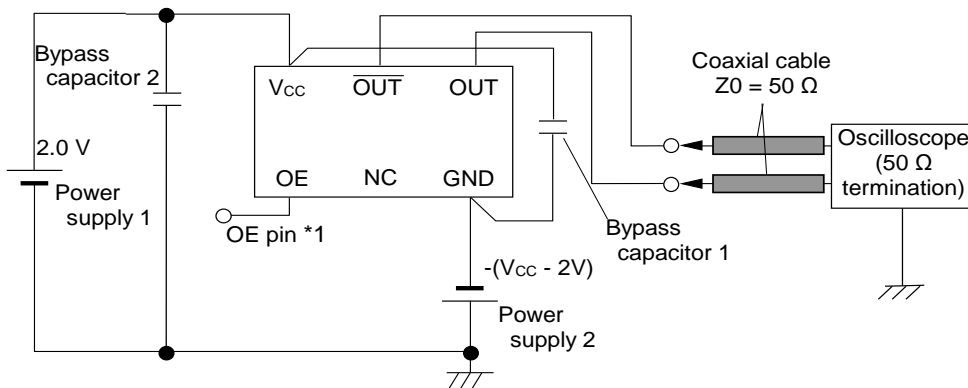 Bypass
capacitor 2
VCC
OUT
OUT
Coaxial cable
Z0 = 50 Ω
Oscilloscope
(50 Ω
termination)
2.0 V
Power
supply 1
OE
NC
GND
OE pin *1
Bypass
capacitor 1
-(VCC - 2V)
Power
supply 2